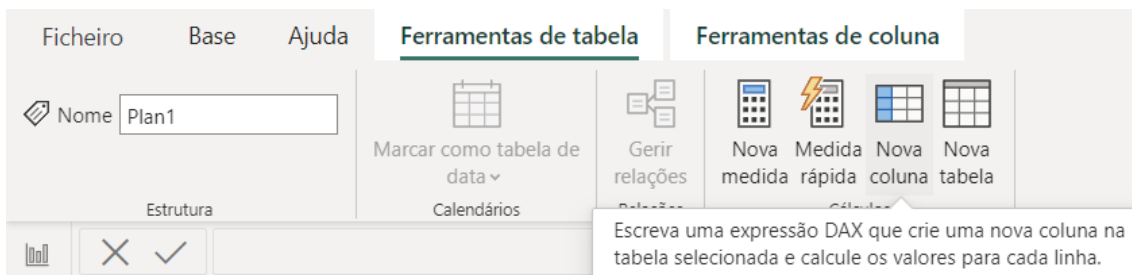 Ficheiro Base Ajuda Ferramentas de tabela Ferramentas de coluna
Nome Plan1
Marcar como tabela de
data
Gerir
relações
Nova
medida
Medida
rápida
Nova
coluna
Nova
tabela
Estrutura
Calendários
Relações
Cálculos
Escreva uma expressão DAX que crie uma nova coluna na
tabela selecionada e calcule os valores para cada linha.